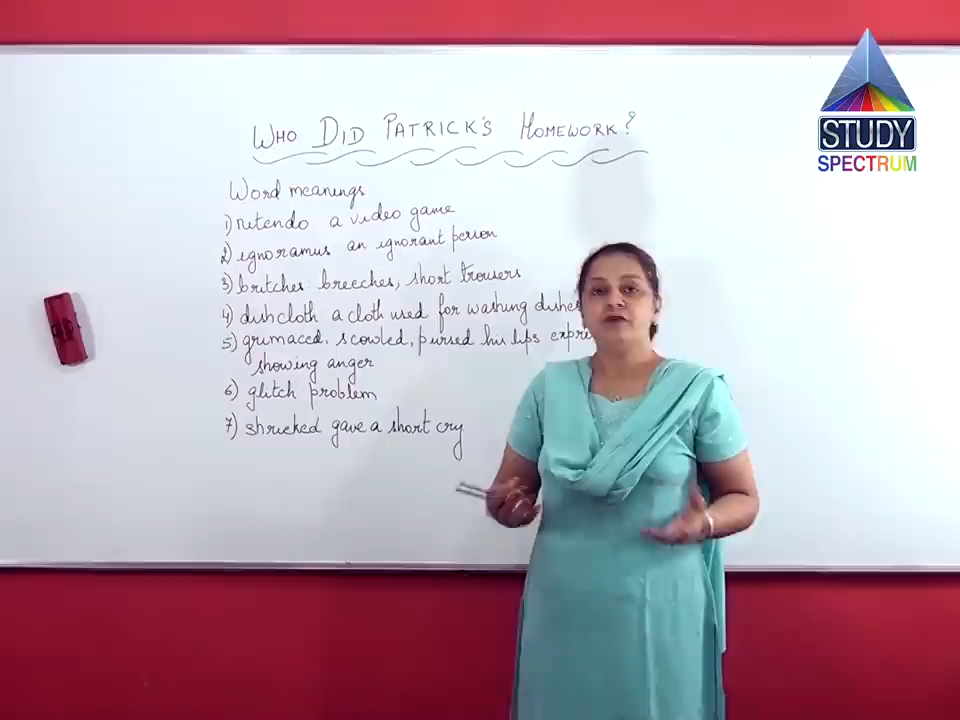 WHO DID PATRICK'S HOMEWORK?
Word meanings
1) nitendo a video game
2) ignoramus an ignorant person
3) britches breeches, short trousers
4) dishcloth a cloth used for washing dishes
5) grimaced, scowled, pursed his lips
showing anger
6) glitch problem
7) shrieked gave a short cry
STUDY
SPECTRUM